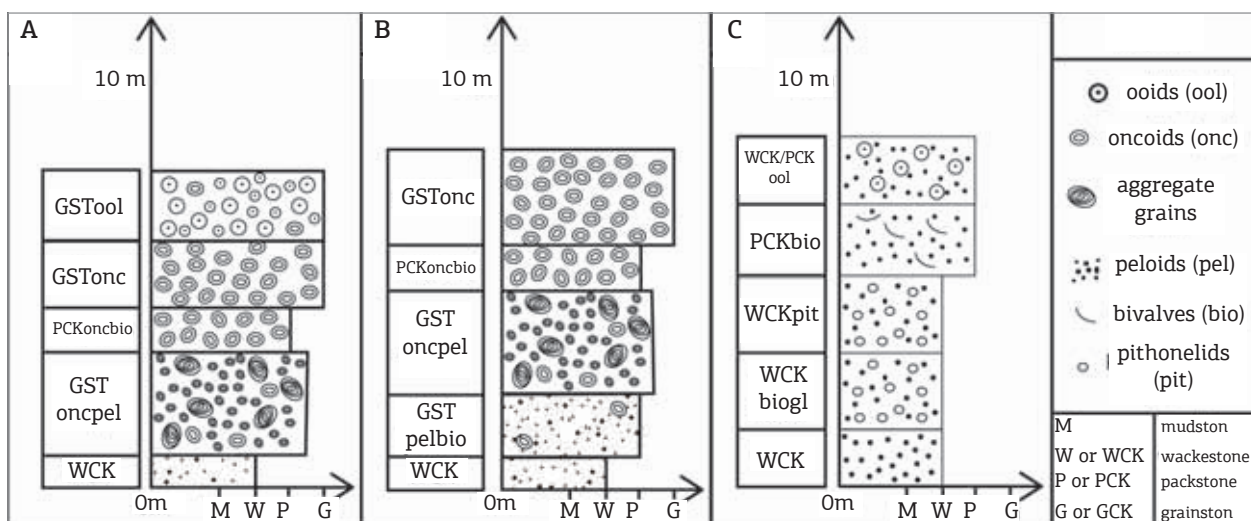 A
10 m
GSTool
GSTonc
PCKoncbio
GST
oncpel
WCK
0m
M W P G
B
10 m
GSTonc
PCKoncbio
GST
oncpel
GST
pelbio
WCK
0m
M W P G
C
10 m
WCK/PCK
ool
PCKbio
WCKpit
WCK
biogl
WCK
0m
M W P G
ooids (ool)
oncoids (onc)
aggregate
grains
peloids (pel)
bivalves (bio)
pithonelids
(pit)
M mudston
W or WCK wackestone
P or PCK packstone
G or GCK grainston